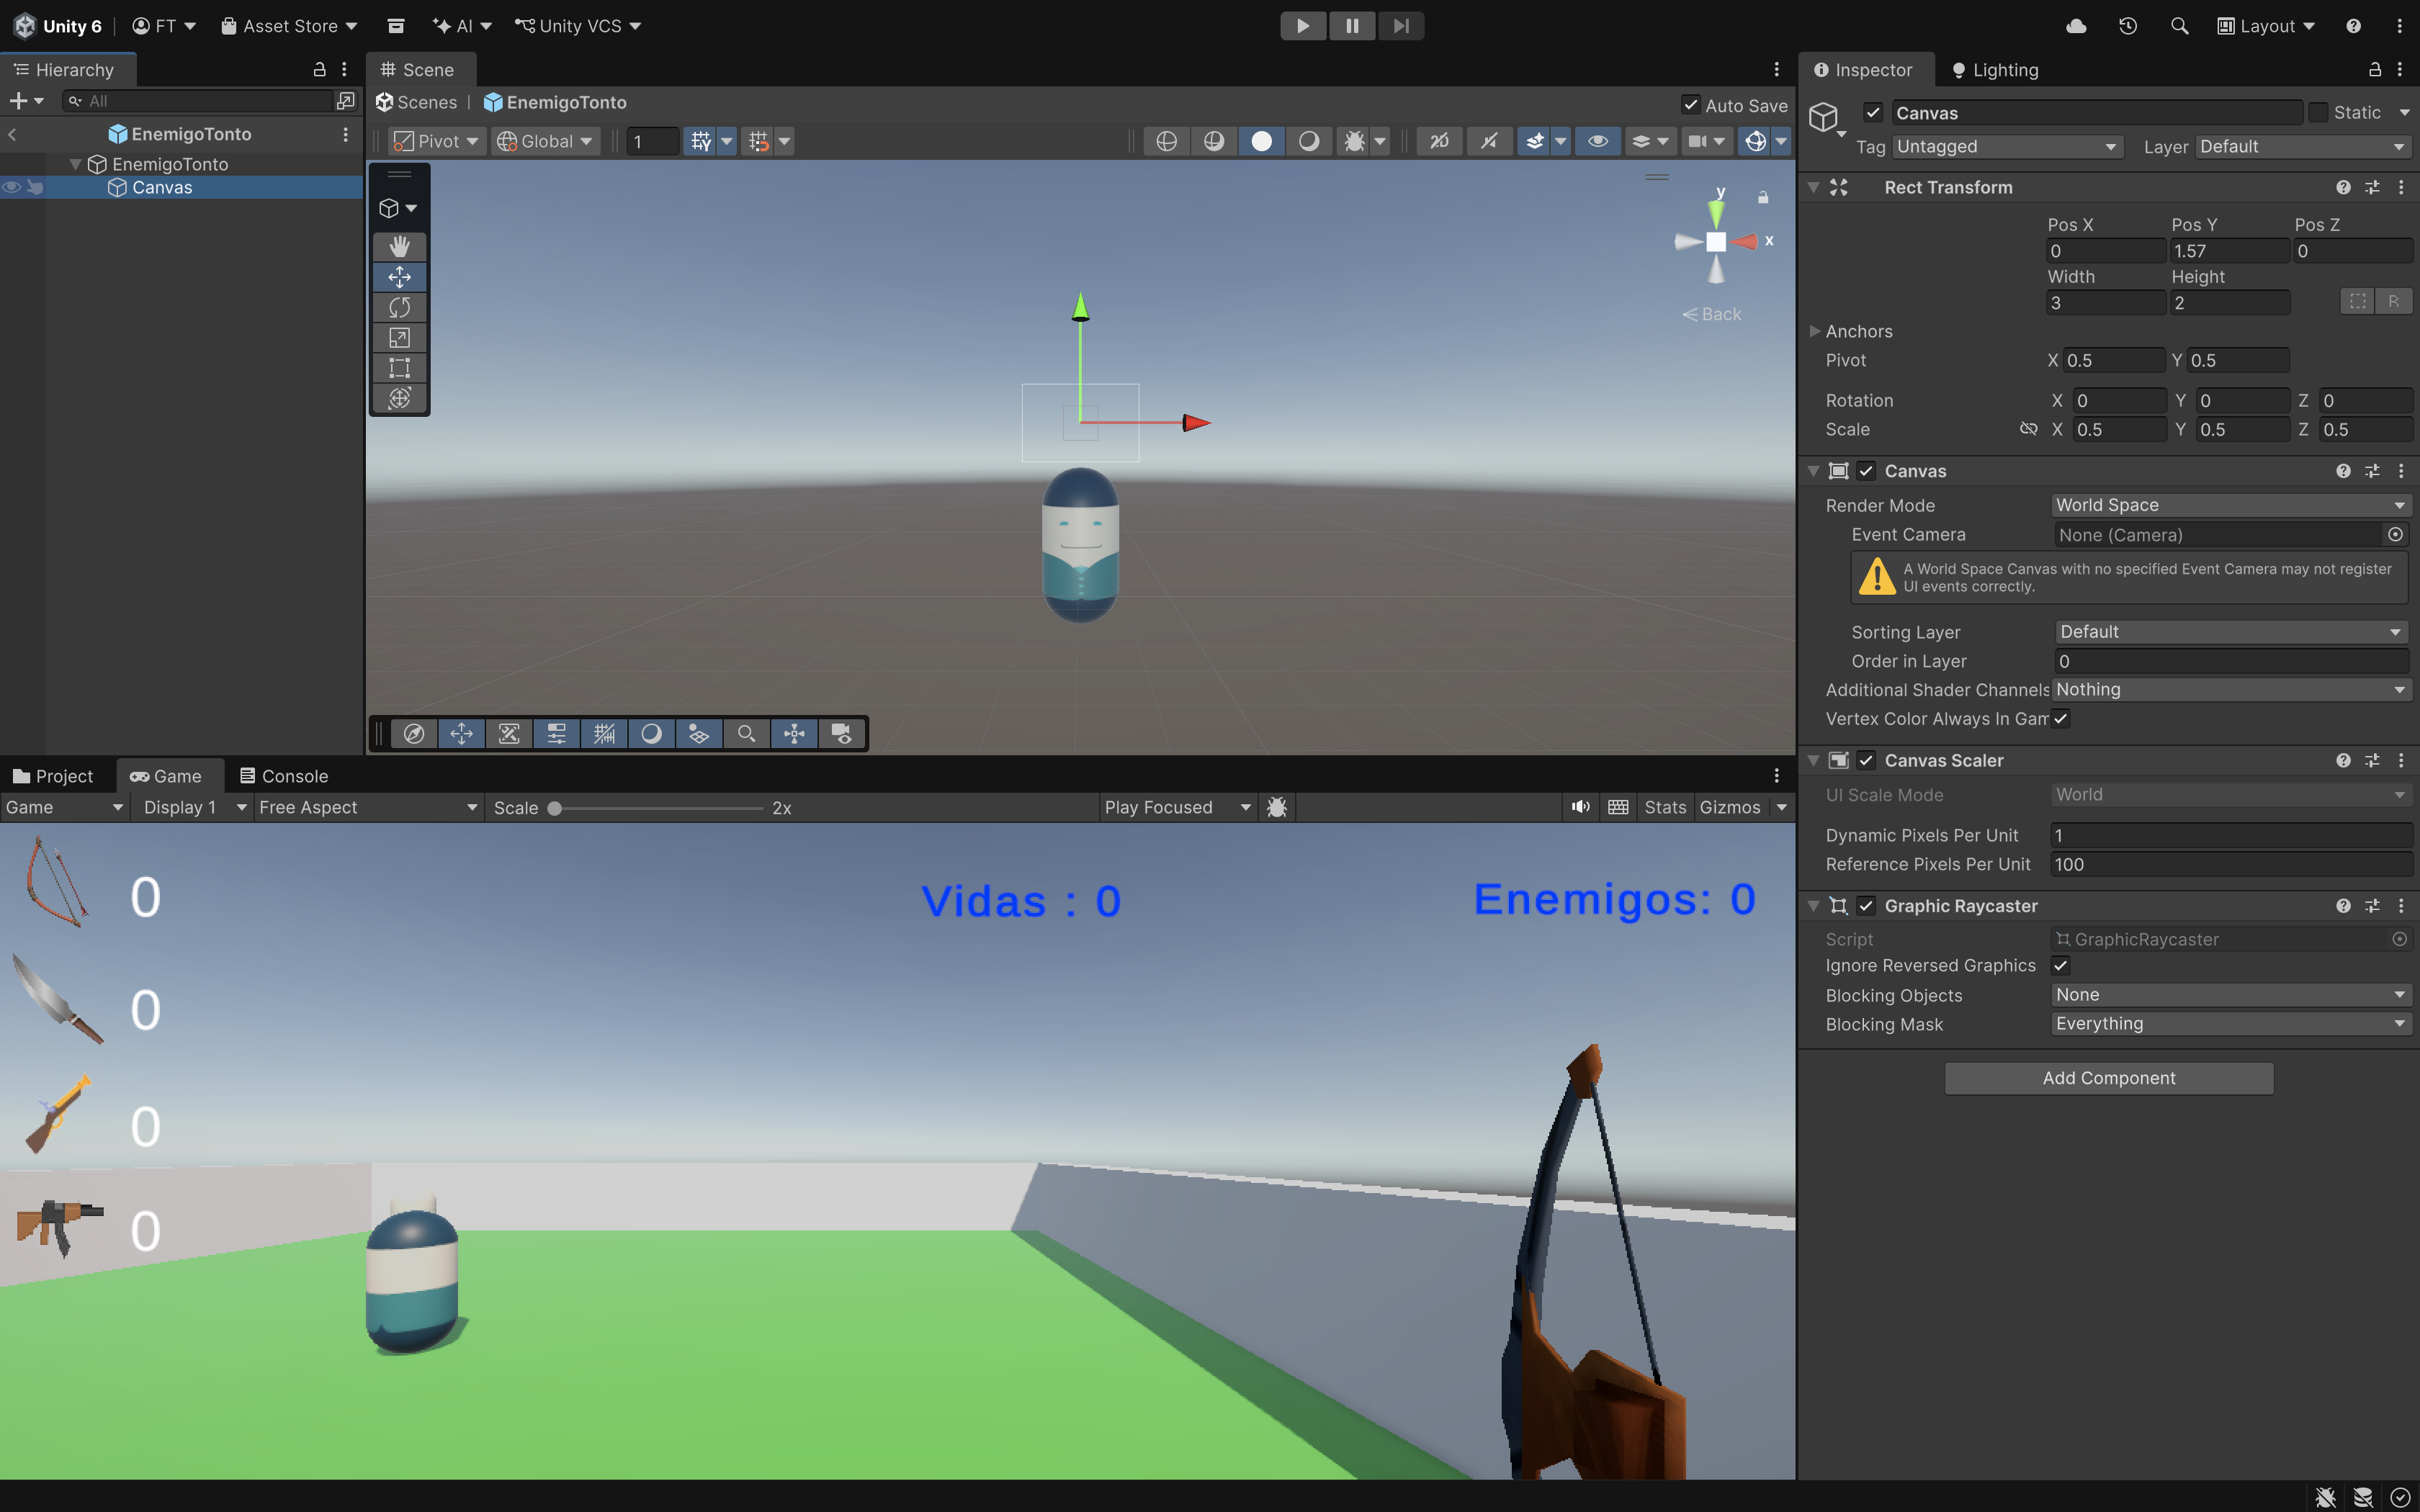 Unity 6 FT Asset Store AI Unity VCS Layout
Hierarchy
All
EnemigoTonto
EnemigoTonto
Canvas
Scene
Scenes | EnemigoTonto Auto Save
Pivot Global 1 2D
y
x
Back
Inspector Lighting
Canvas Static
Tag Untagged Layer Default
Rect Transform
Pos X Pos Y Pos Z
0 1.57 0
Width Height
3 2 R
Anchors
Pivot X 0.5 Y 0.5
Rotation X 0 Y 0 Z 0
Scale X 0.5 Y 0.5 Z 0.5
Canvas
Render Mode World Space
Event Camera None (Camera)
A World Space Canvas with no specified Event Camera may not register
UI events correctly.
Sorting Layer Default
Order in Layer 0
Additional Shader Channels Nothing
Vertex Color Always In Gam
Canvas Scaler
UI Scale Mode World
Dynamic Pixels Per Unit 1
Reference Pixels Per Unit 100
Graphic Raycaster
Script GraphicRaycaster
Ignore Reversed Graphics
Blocking Objects None
Blocking Mask Everything
Add Component
Project Game Console
Game Display 1 Free Aspect Scale 2x Play Focused Stats Gizmos
0 Vidas : 0 Enemigos: 0
0
0
0